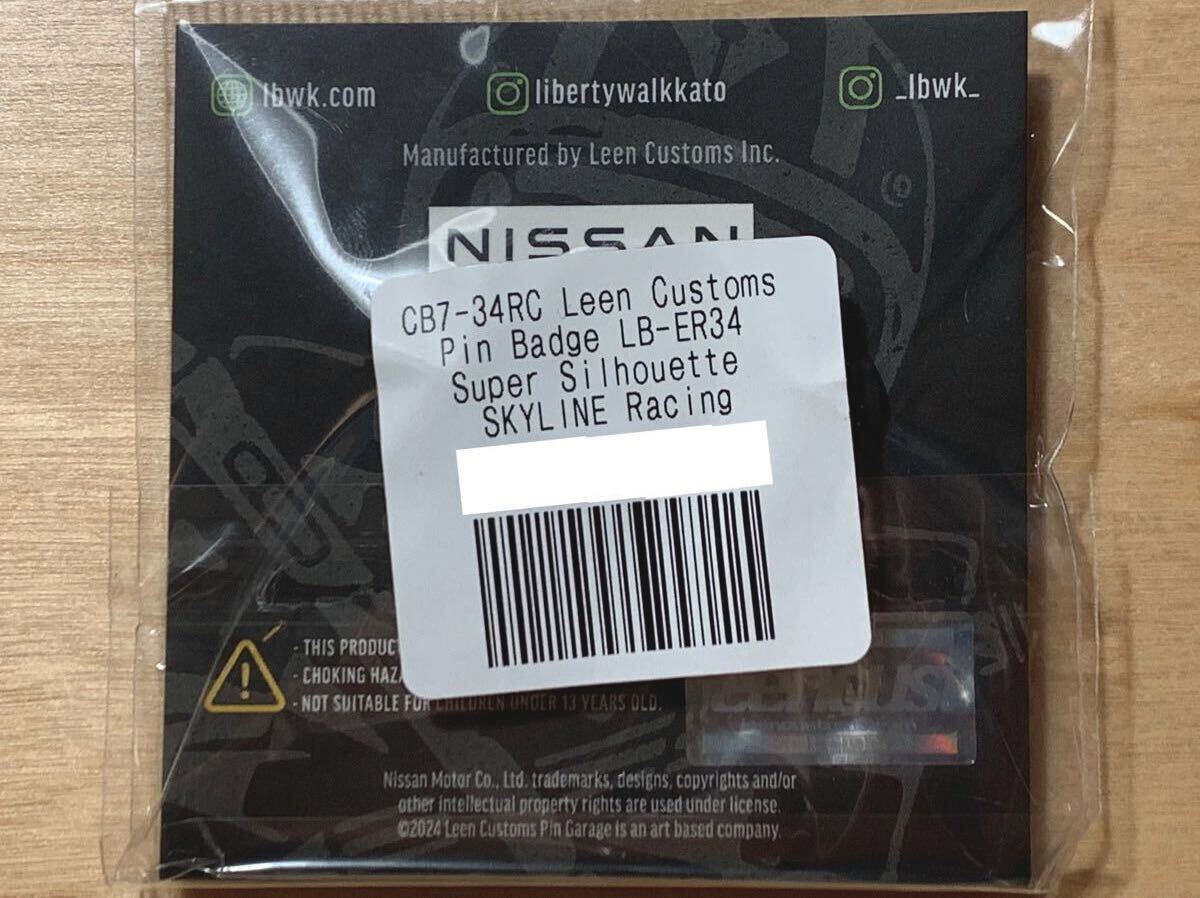 lbwk.com
libertywalkkato
_lbwk_
Manufactured by Leen Customs Inc.
NISSAN
CB7-34RC Leen Customs
Pin Badge LB-ER34
Super Silhouette
SKYLINE Racing
- THIS PRODUC
- CHOKING HAZA
- NOT SUITABLE FOR CHILDREN UNDER 13 YEARS OLD.
Nissan Motor Co., Ltd. trademarks, designs, copyrights and/or
other intellectual property rights are used under license.
©2024 Leen Customs Pin Garage is an art based company.